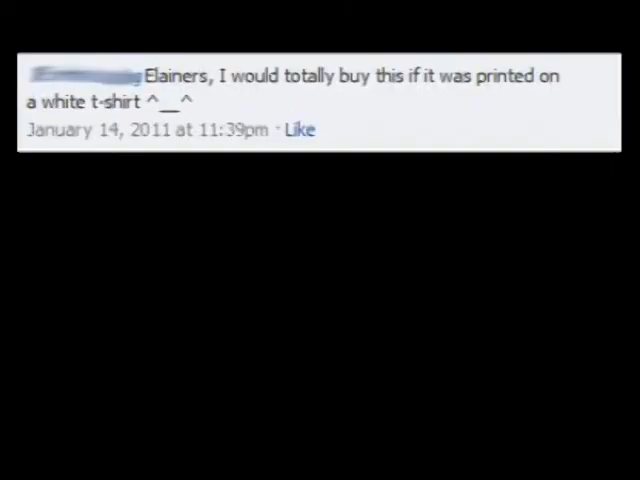 Elainers, I would totally buy this if it was printed on
a white t-shirt ^__^
January 14, 2011 at 11:39pm · Like